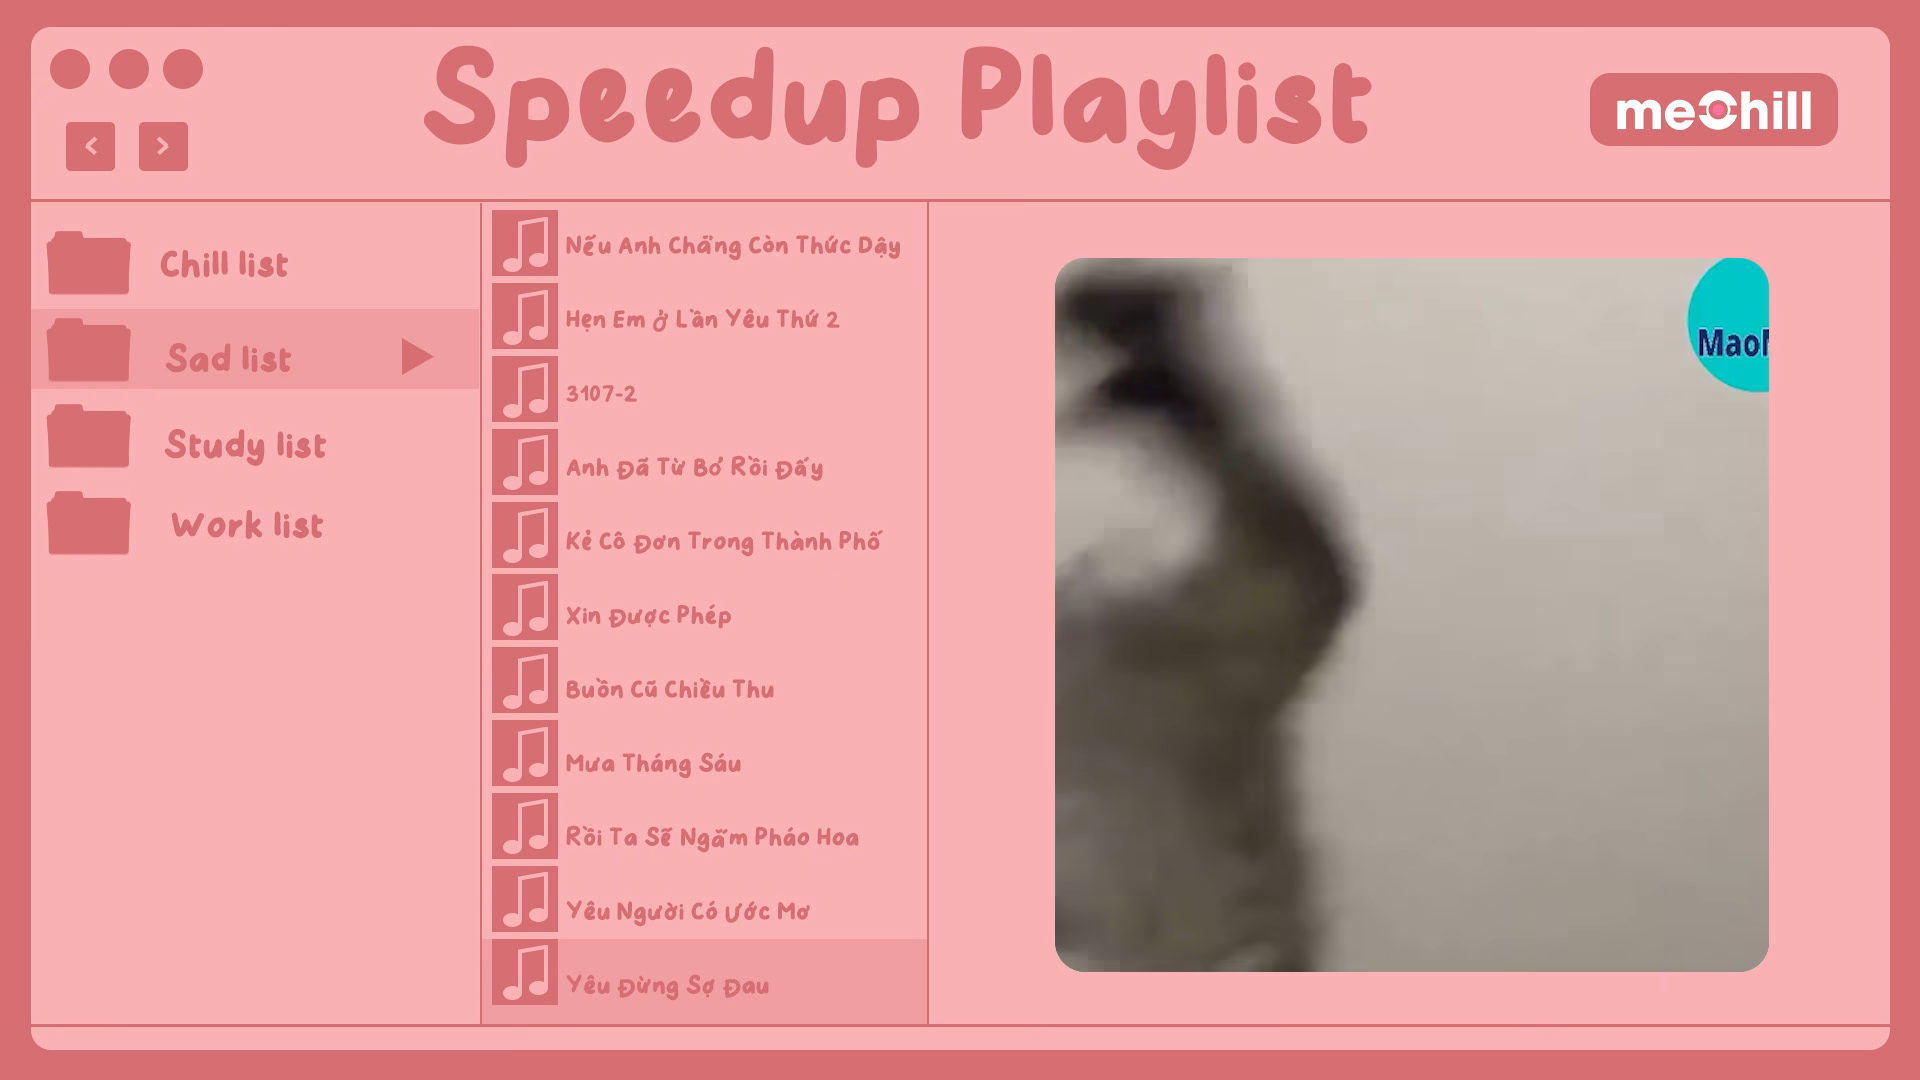 Speedup Playlist
meChill
Chill list
Sad list
Study list
Work list
Nếu Anh Chẳng Còn Thức Dậy
Hẹn Em ở Lần Yêu Thứ 2
3107-2
Anh Đã Từ Bỏ Rồi Đấy
Kẻ Cô Đơn Trong Thành Phố
Xin Được Phép
Buồn Cũ Chiều Thu
Mưa Tháng Sáu
Rồi Ta Sẽ Ngắm Pháo Hoa
Yêu Người Có Ước Mơ
Yêu Đừng Sợ Đau